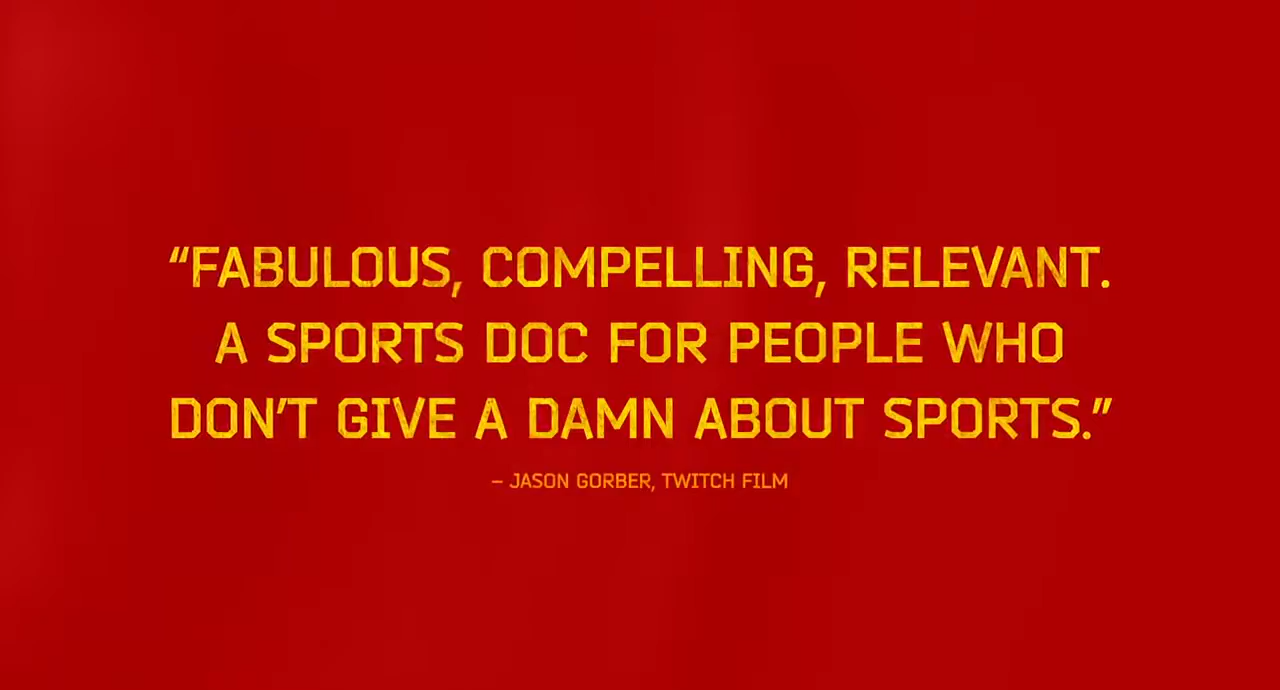 “FABULOUS, COMPELLING, RELEVANT.
A SPORTS DOC FOR PEOPLE WHO
DON’T GIVE A DAMN ABOUT SPORTS.”
– JASON GORBER, TWITCH FILM